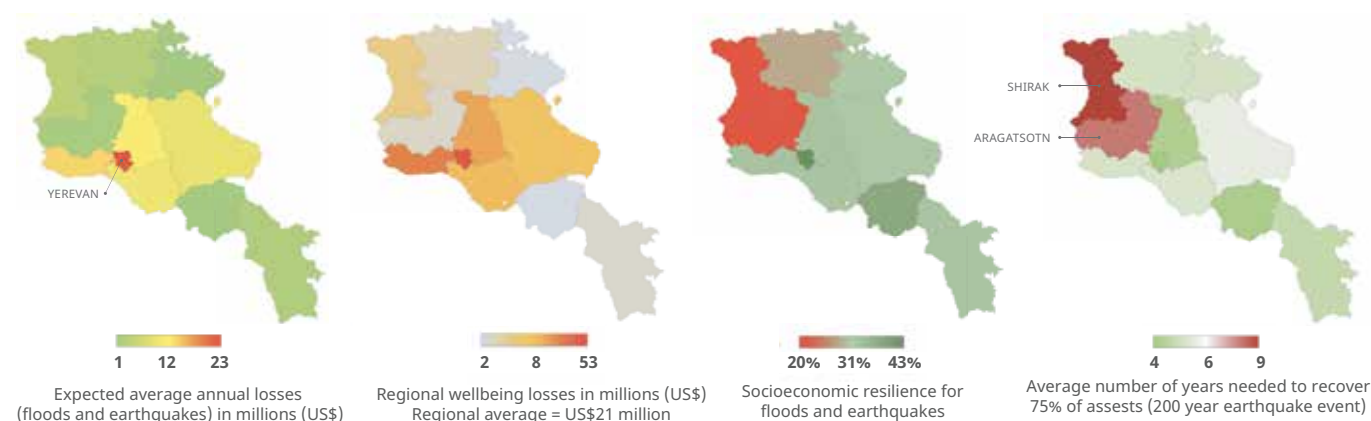 YEREVAN
1 12 23
Expected average annual losses
(floods and earthquakes) in millions (US$)
2 8 53
Regional wellbeing losses in millions (US$)
Regional average = US$21 million
20% 31% 43%
Socioeconomic resilience for
floods and earthquakes
SHIRAK
ARAGATSOTN
4 6 9
Average number of years needed to recover
75% of assests (200 year earthquake event)